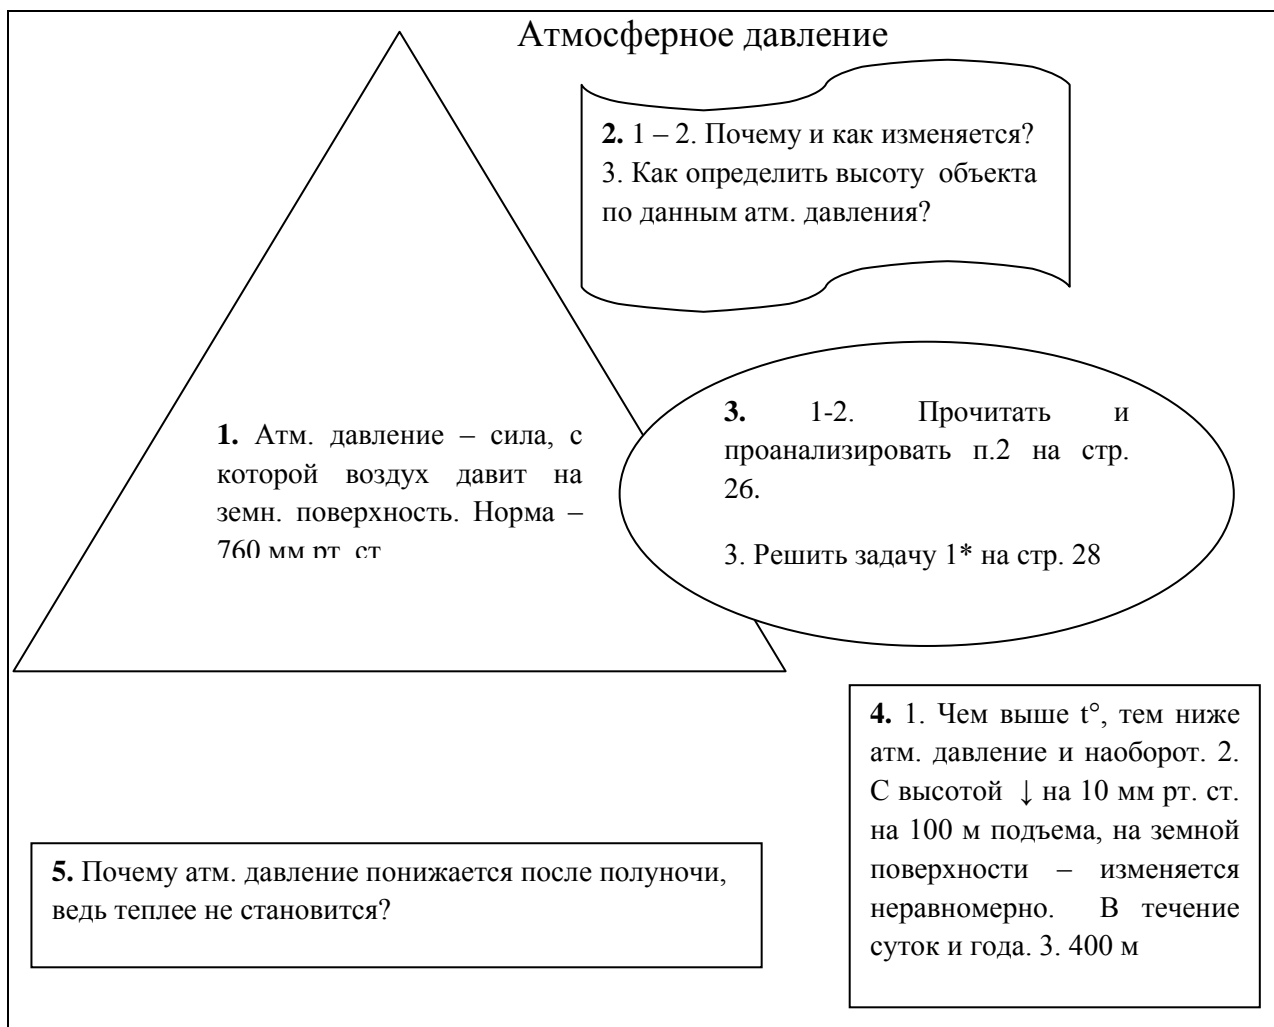 Атмосферное давление
2. 1 – 2. Почему и как изменяется?
3. Как определить высоту объекта
по данным атм. давления?
1. Атм. давление – сила, с
которой воздух давит на
земн. поверхность. Норма –
760 мм рт. ст
3. 1-2. Прочитать и
проанализировать п.2 на стр.
26.
3. Решить задачу 1* на стр. 28
4. 1. Чем выше t°, тем ниже
атм. давление и наоборот. 2.
С высотой ↓ на 10 мм рт. ст.
на 100 м подъема, на земной
поверхности – изменяется
неравномерно. В течение
суток и года. 3. 400 м
5. Почему атм. давление понижается после полуночи,
ведь теплее не становится?